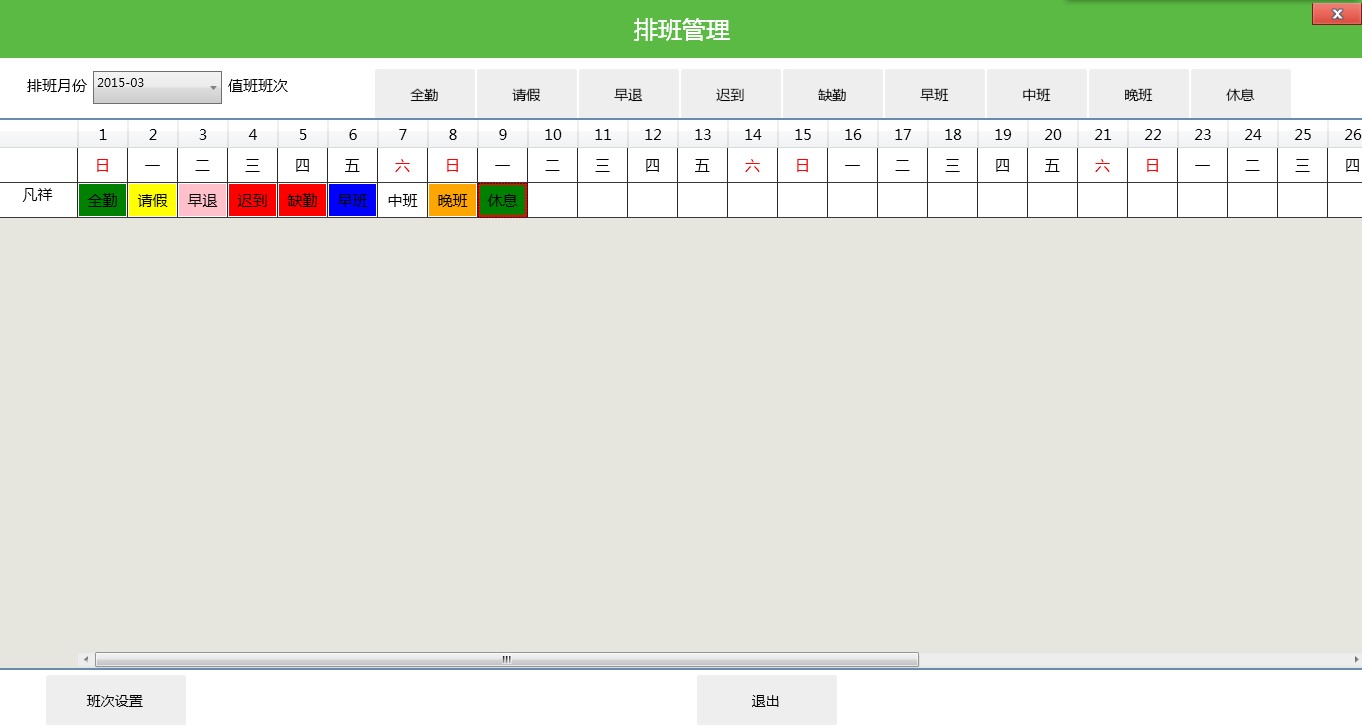 排班管理
x
排班月份 2015-03 值班班次 全勤 请假 早退 迟到 缺勤 早班 中班 晚班 休息
1 2 3 4 5 6 7 8 9 10 11 12 13 14 15 16 17 18 19 20 21 22 23 24 25 26
日 一 二 三 四 五 六 日 一 二 三 四 五 六 日 一 二 三 四 五 六 日 一 二 三 四
凡祥 全勤 请假 早退 迟到 缺勤 早班 中班 晚班 休息
班次设置 退出